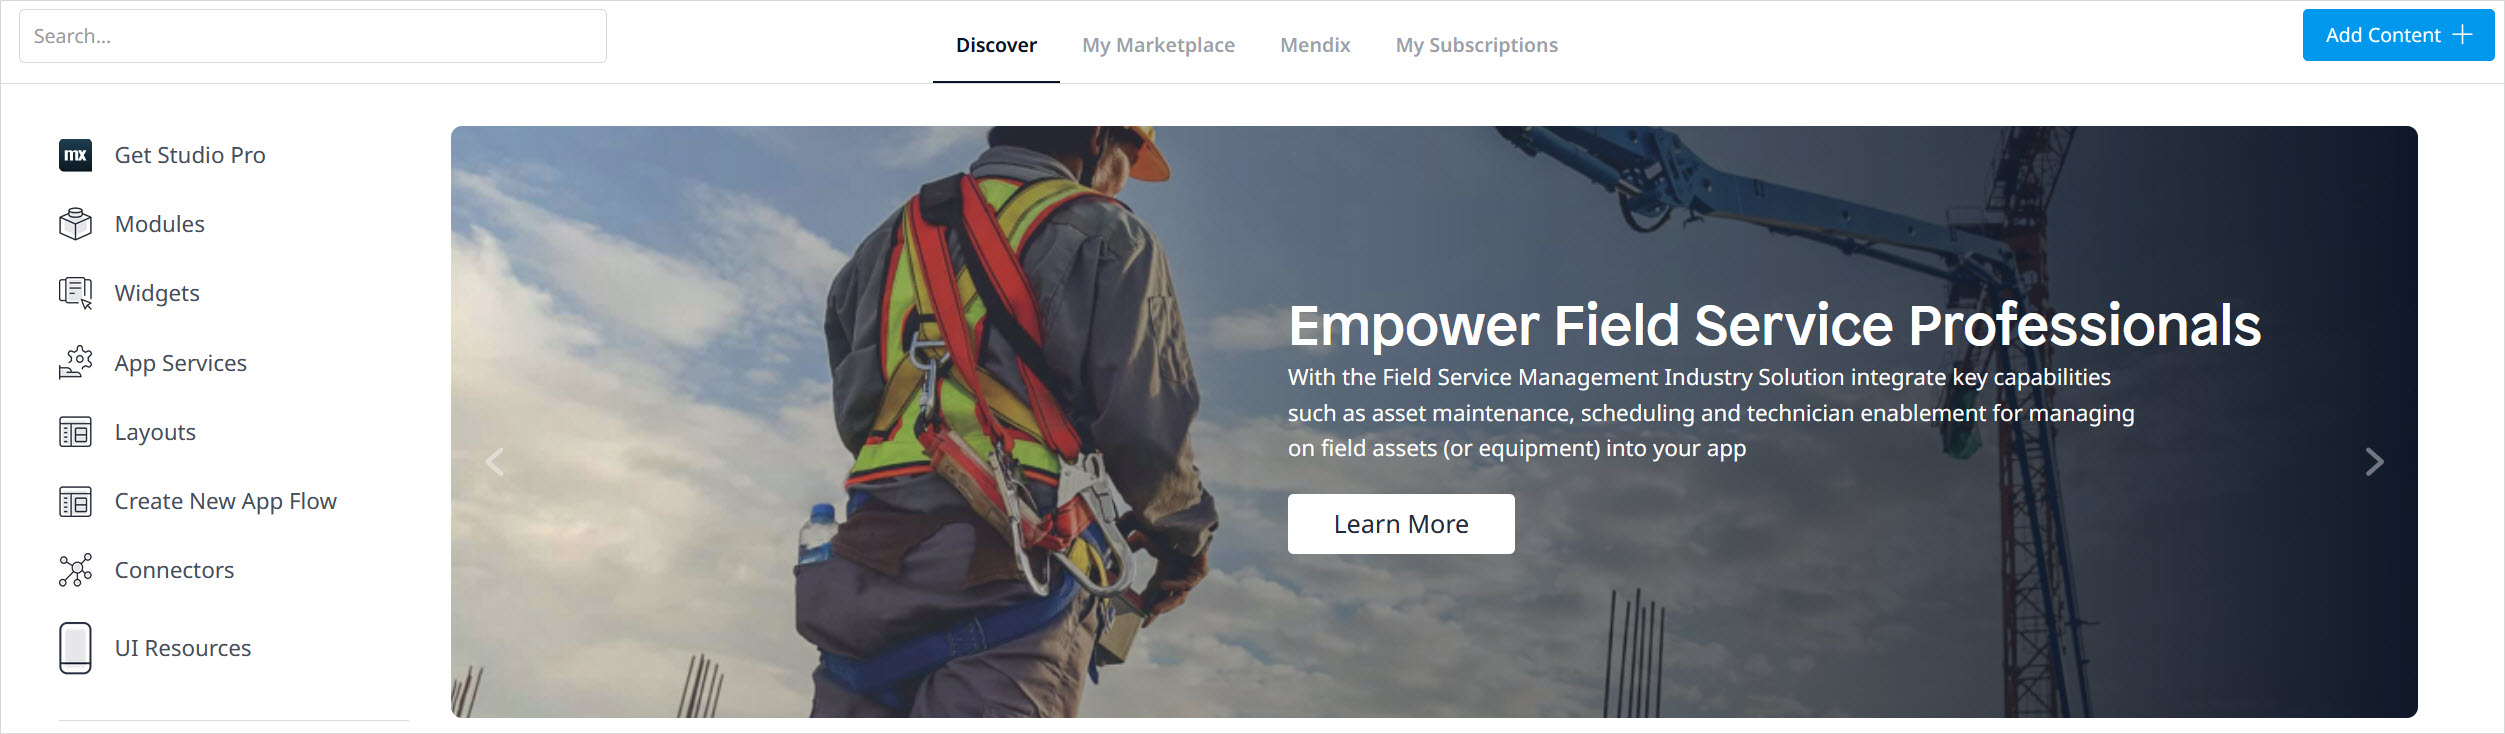 Search...
Discover
My Marketplace
Mendix
My Subscriptions
Add Content
mx
Get Studio Pro
Modules
Widgets
App Services
Layouts
Create New App Flow
Connectors
UI Resources
Empower Field Service Professionals
With the Field Service Management Industry Solution integrate key capabilities
such as asset maintenance, scheduling and technician enablement for managing
on field assets (or equipment) into your app
Learn More